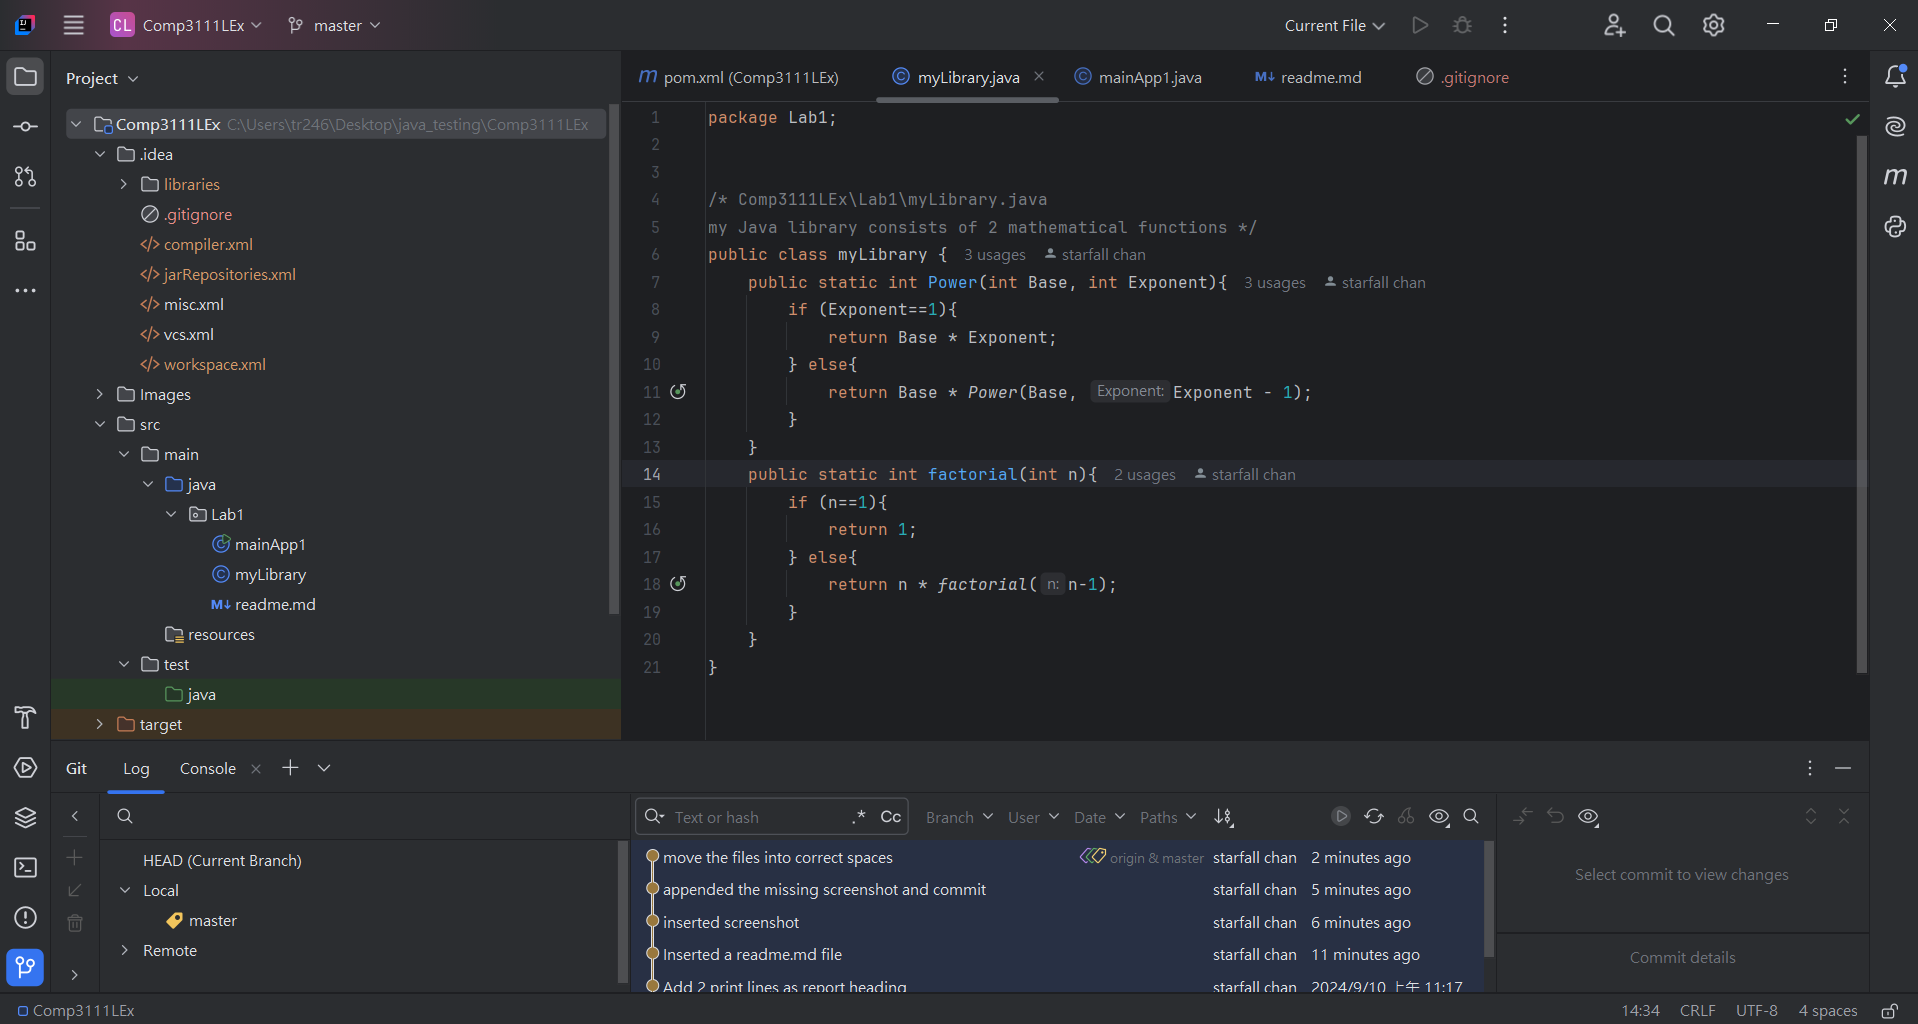 CL Comp3111LEx master Current File
Project
Comp3111LEx C:\Users\tr246\Desktop\java_testing\Comp3111LEx
.idea
libraries
.gitignore
compiler.xml
jarRepositories.xml
misc.xml
vcs.xml
workspace.xml
Images
src
main
java
Lab1
mainApp1
myLibrary
readme.md
resources
test
java
target
pom.xml (Comp3111LEx) myLibrary.java mainApp1.java readme.md .gitignore
1 package Lab1;
2
3
4 /* Comp3111LEx\Lab1\myLibrary.java
5 my Java library consists of 2 mathematical functions */
6 public class myLibrary { 3 usages starfall chan
7 public static int Power(int Base, int Exponent){ 3 usages starfall chan
8 if (Exponent==1){
9 return Base * Exponent;
10 } else{
11 return Base * Power(Base, Exponent: Exponent - 1);
12 }
13 }
14 public static int factorial(int n){ 2 usages starfall chan
15 if (n==1){
16 return 1;
17 } else{
18 return n * factorial( n: n-1);
19 }
20 }
21 }
Git Log Console
HEAD (Current Branch)
Local
master
Remote
Text or hash .* Cc Branch User Date Paths
move the files into correct spaces origin & master starfall chan 2 minutes ago
appended the missing screenshot and commit starfall chan 5 minutes ago
inserted screenshot starfall chan 6 minutes ago
Inserted a readme.md file starfall chan 11 minutes ago
Add 2 print lines as report heading starfall chan 2024/9/10 上午 11:17
Select commit to view changes
Commit details
Comp3111LEx 14:34 CRLF UTF-8 4 spaces